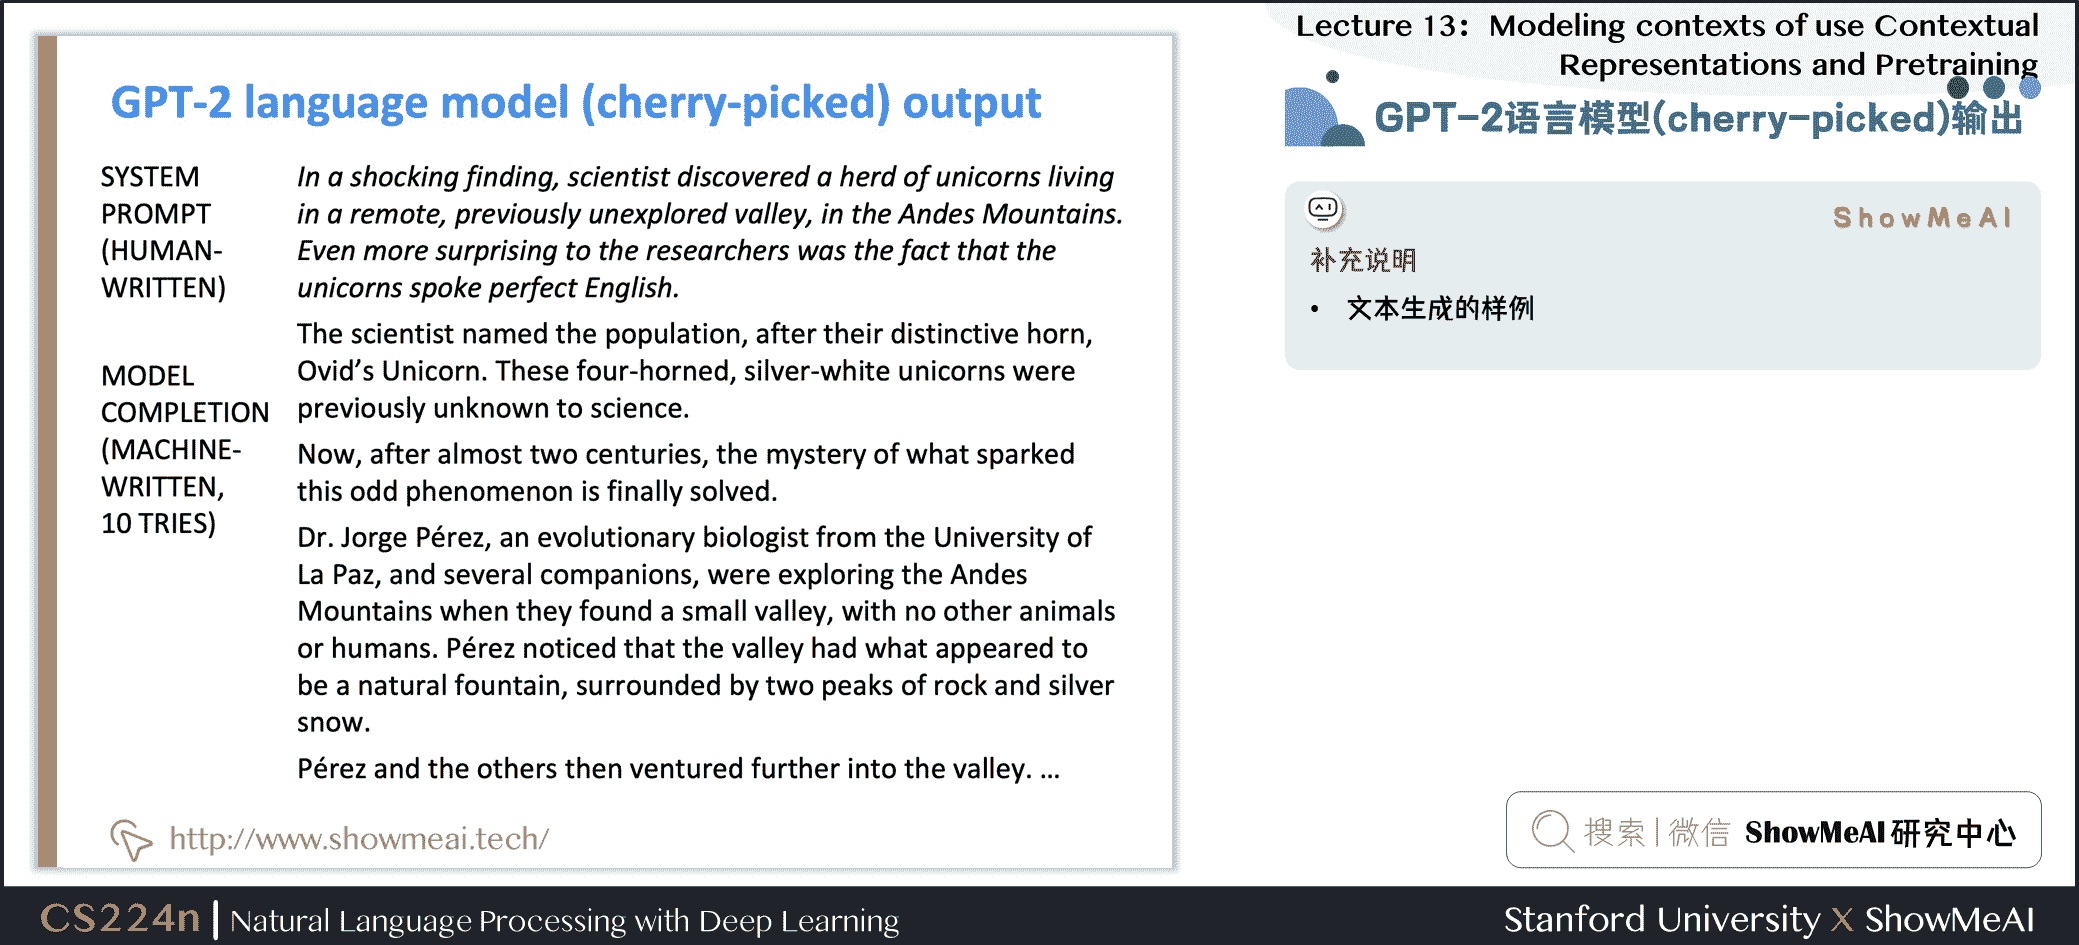 Lecture 13: Modeling contexts of use Contextual
Representations and Pretraining
GPT-2 language model (cherry-picked) output
SYSTEM
PROMPT
(HUMAN-
WRITTEN)
In a shocking finding, scientist discovered a herd of unicorns living
in a remote, previously unexplored valley, in the Andes Mountains.
Even more surprising to the researchers was the fact that the
unicorns spoke perfect English.
MODEL
COMPLETION
(MACHINE-
WRITTEN,
10 TRIES)
The scientist named the population, after their distinctive horn,
Ovid’s Unicorn. These four-horned, silver-white unicorns were
previously unknown to science.
Now, after almost two centuries, the mystery of what sparked
this odd phenomenon is finally solved.
Dr. Jorge Pérez, an evolutionary biologist from the University of
La Paz, and several companions, were exploring the Andes
Mountains when they found a small valley, with no other animals
or humans. Pérez noticed that the valley had what appeared to
be a natural fountain, surrounded by two peaks of rock and silver
snow.
Pérez and the others then ventured further into the valley. ...
http://www.showmeai.tech/
GPT-2语言模型(cherry-picked)输出
ShowMeAI
补充说明
• 文本生成的样例
搜索|微信 ShowMeAI研究中心
CS224n | Natural Language Processing with Deep Learning
Stanford University X ShowMeAI